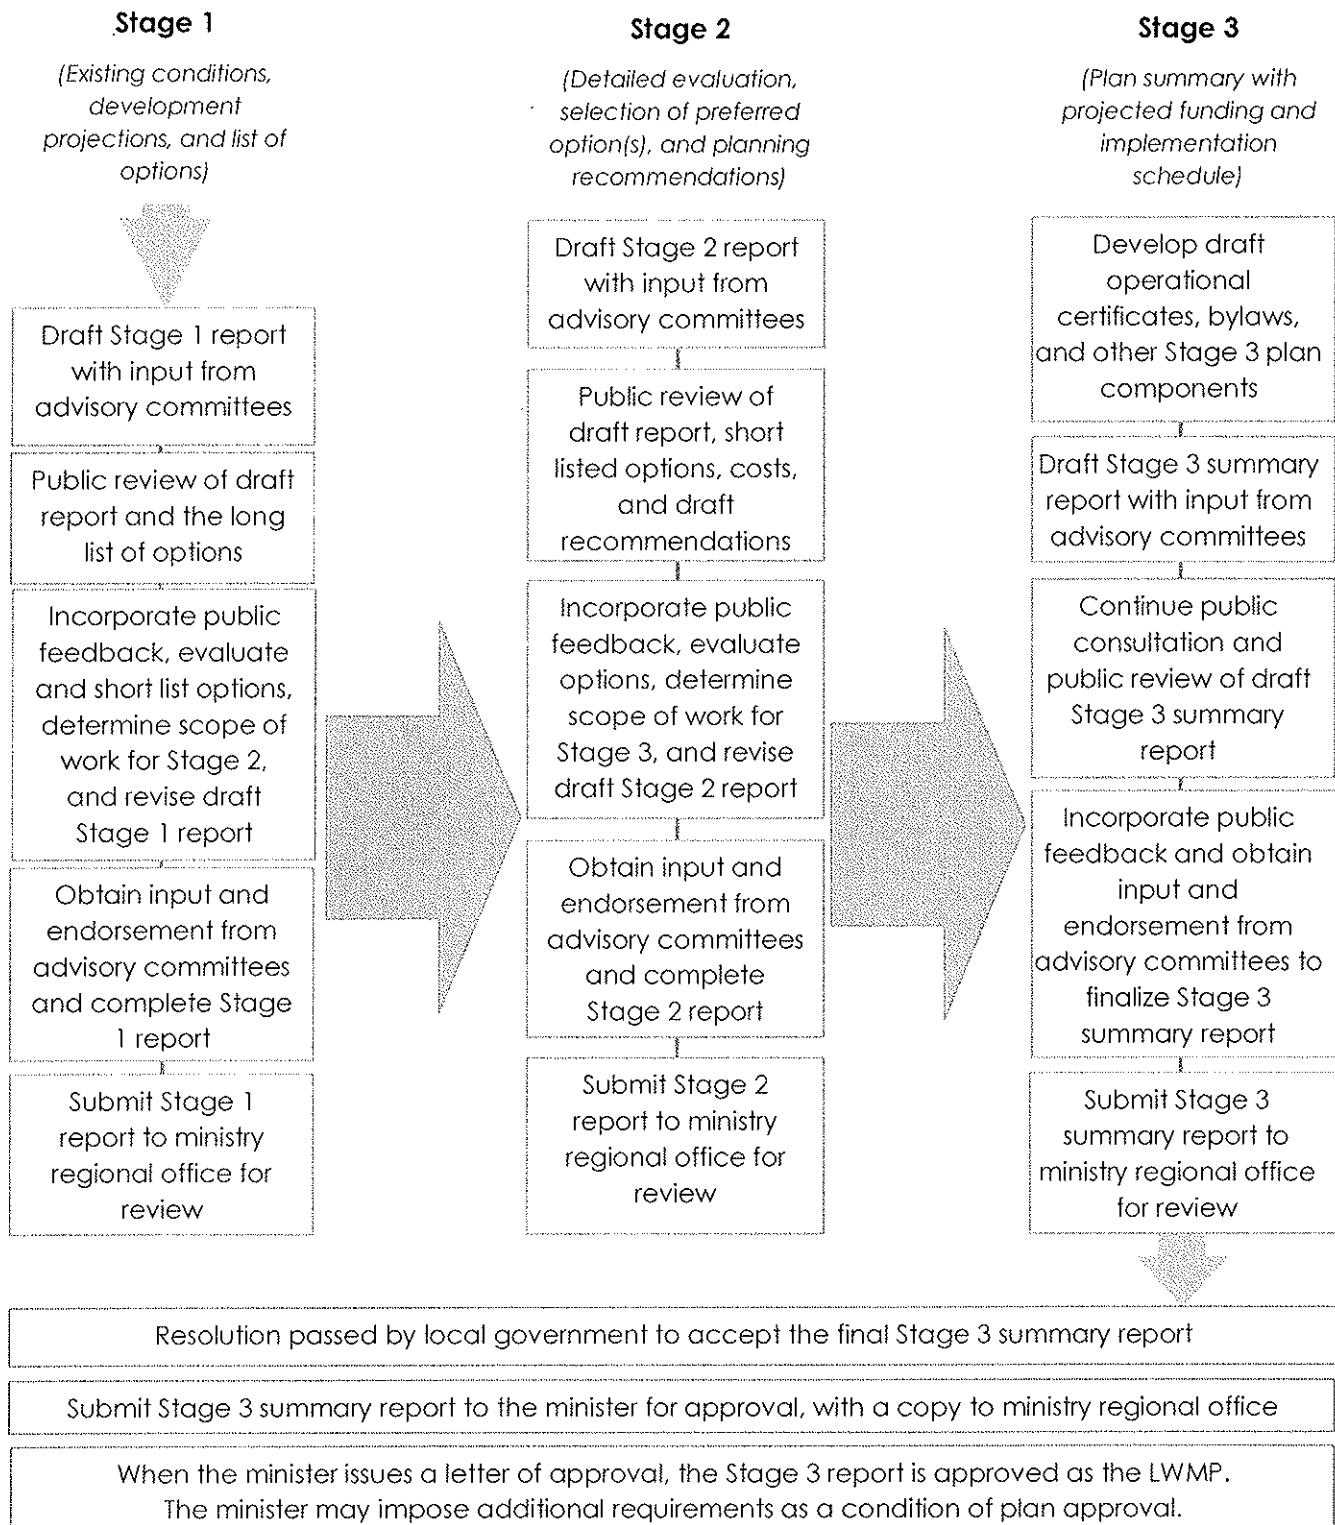 Stage 1
(Existing conditions,
development
projections, and list of
options)
Draft Stage 1 report
with input from
advisory committees
Public review of draft
report and the long
list of options
Incorporate public
feedback, evaluate
and short list options,
determine scope of
work for Stage 2,
and revise draft
Stage 1 report
Obtain input and
endorsement from
advisory committees
and complete Stage
1 report
Submit Stage 1
report to ministry
regional office for
review
Stage 2
(Detailed evaluation,
selection of preferred
option(s), and planning
recommendations)
Draft Stage 2 report
with input from
advisory committees
Public review of
draft report, short
listed options, costs,
and draft
recommendations
Incorporate public
feedback, evaluate
options, determine
scope of work for
Stage 3, and revise
draft Stage 2 report
Obtain input and
endorsement from
advisory committees
and complete
Stage 2 report
Submit Stage 2
report to ministry
regional office for
review
Stage 3
(Plan summary with
projected funding and
implementation
schedule)
Develop draft
operational
certificates, bylaws,
and other Stage 3 plan
components
Draft Stage 3 summary
report with input from
advisory committees
Continue public
consultation and
public review of draft
Stage 3 summary
report
Incorporate public
feedback and obtain
input and
endorsement from
advisory committees to
finalize Stage 3
summary report
Submit Stage 3
summary report to
ministry regional office
for review
Resolution passed by local government to accept the final Stage 3 summary report
Submit Stage 3 summary report to the minister for approval, with a copy to ministry regional office
When the minister issues a letter of approval, the Stage 3 report is approved as the LWMP.
The minister may impose additional requirements as a condition of plan approval.